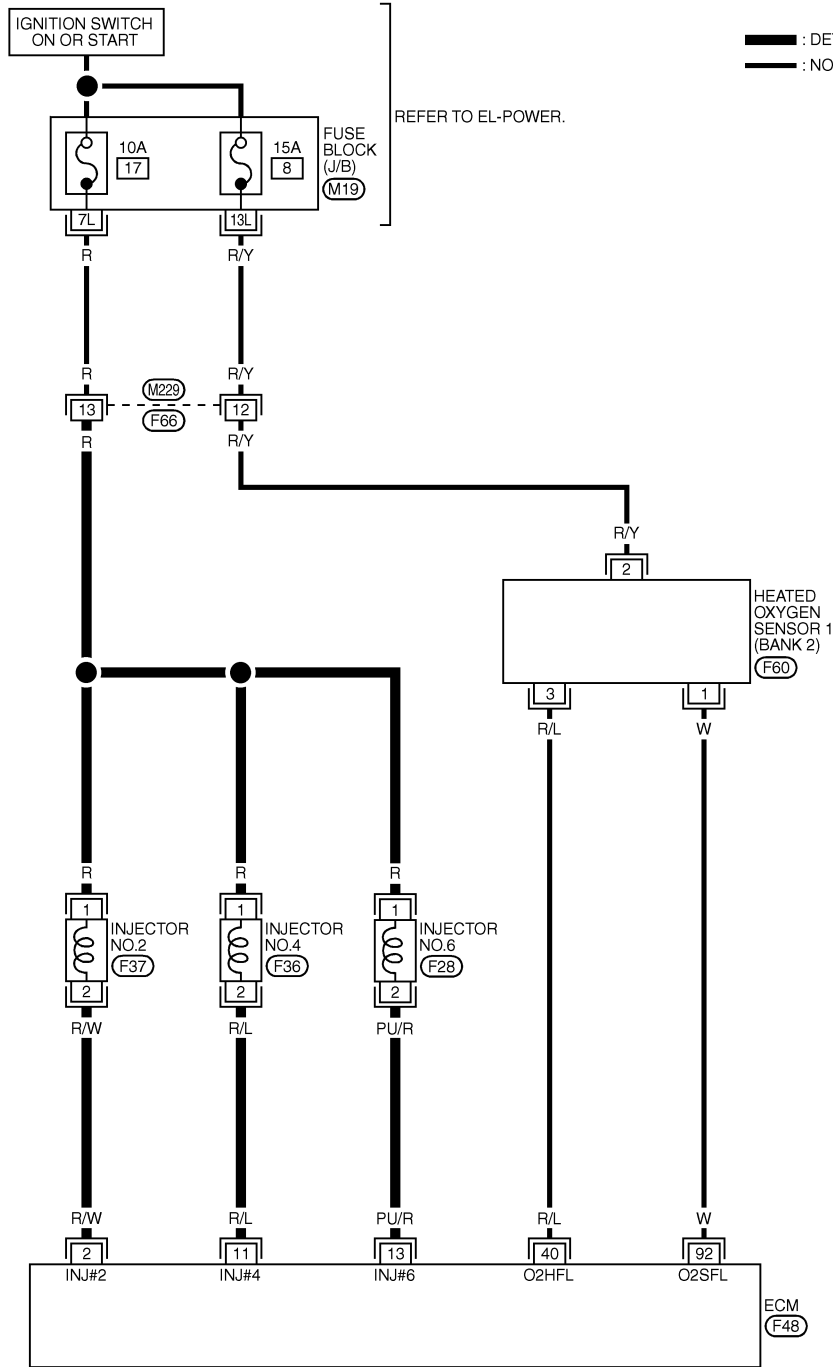 IGNITION SWITCH
ON OR START
: DE
: NO
REFER TO EL-POWER.
10A
17
15A
8
FUSE
BLOCK
(J/B)
M19
7L
13L
R
R/Y
R
R/Y
13
M229
F66
12
R
R/Y
R/Y
2
HEATED
OXYGEN
SENSOR 1
(BANK 2)
F60
3
1
R/L
W
R
R
R
1
1
1
INJECTOR
NO.2
F37
INJECTOR
NO.4
F36
INJECTOR
NO.6
F28
2
2
2
R/W
R/L
PU/R
R/W
R/L
PU/R
R/L
W
2
11
13
40
92
INJ#2
INJ#4
INJ#6
O2HFL
O2SFL
ECM
F48